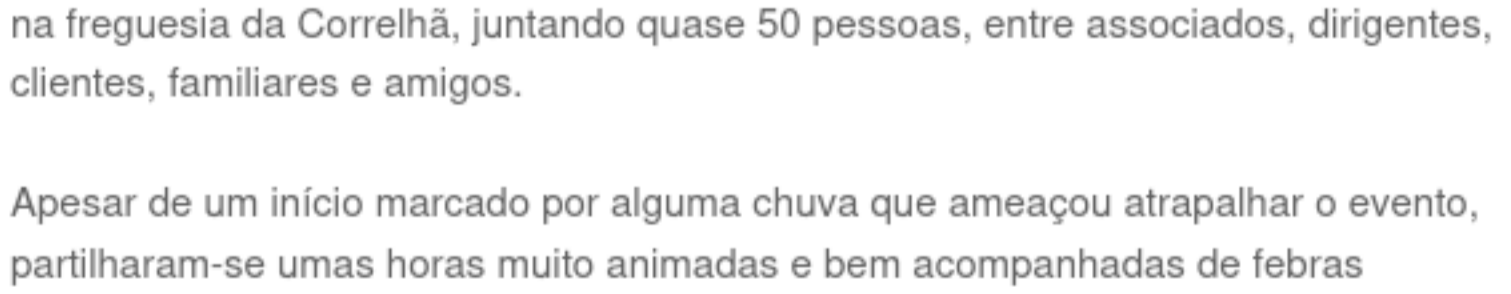 na freguesia da Correlhã, juntando quase 50 pessoas, entre associados, dirigentes,
clientes, familiares e amigos.
Apesar de um início marcado por alguma chuva que ameaçou atrapalhar o evento,
partilharam-se umas horas muito animadas e bem acompanhadas de febras